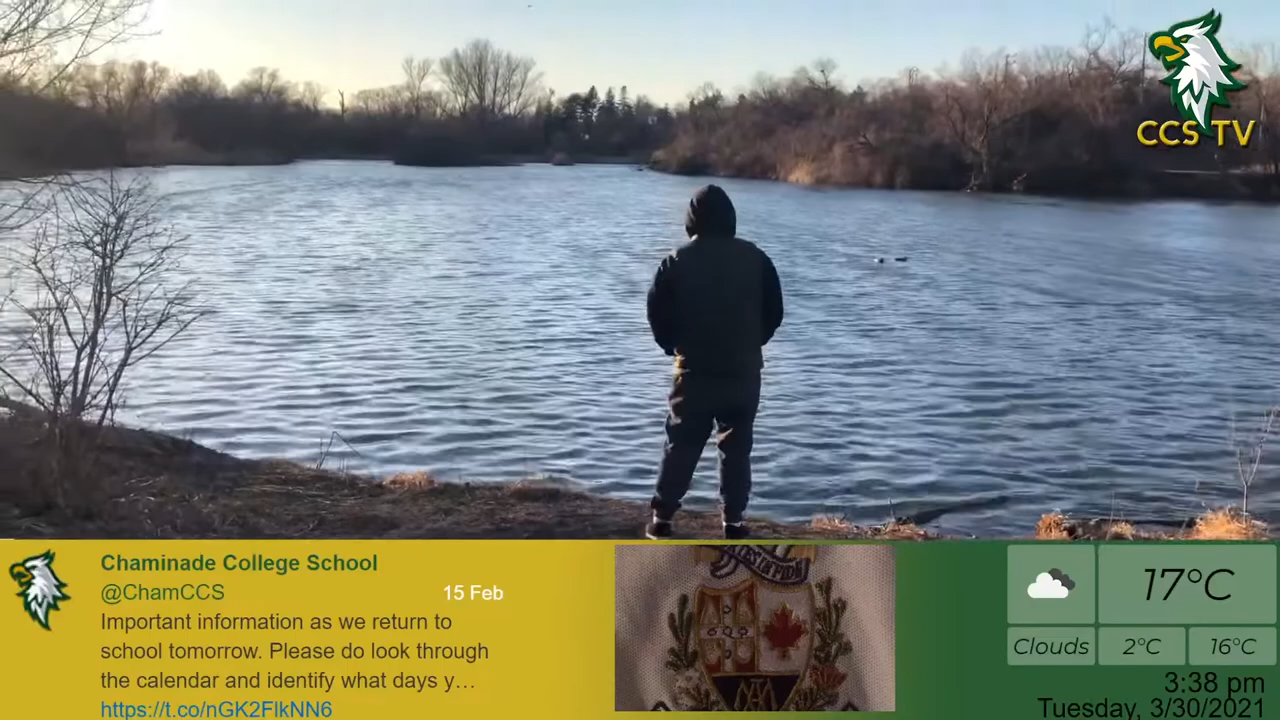 CCS TV
Chaminade College School
@ChamCCS
15 Feb
Important information as we return to
school tomorrow. Please do look through
the calendar and identify what days y…
https://t.co/nGK2FlkNN6
17°C
Clouds
2°C
16°C
3:38 pm
Tuesday, 3/30/2021